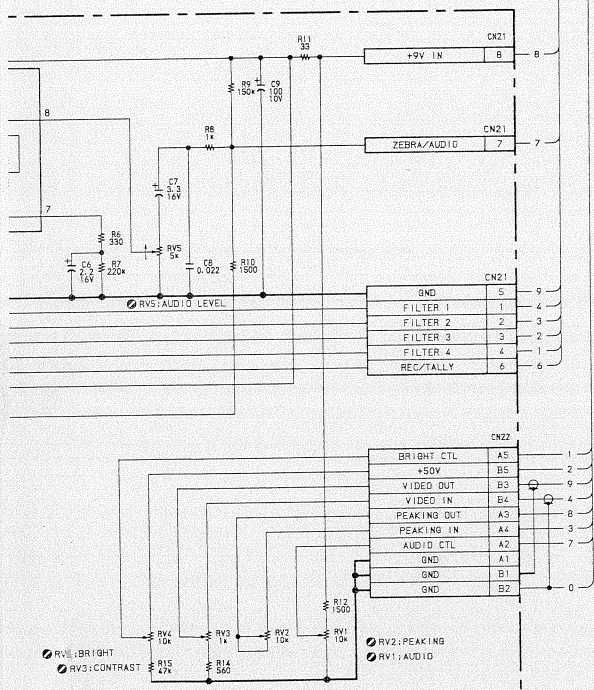 CN21
R11
33
+9V IN 8 8
R9
150k
C9
100
10V
8
R8
1k
CN21
ZEBRA/AUDIO 7 7
C7
3.3
16V
7
R6
330
RV5
5k
C6
2.2
16V
R7
220k
C8
0.022
R10
1500
RV5:AUDIO LEVEL
CN21
GND 5 9
FILTER 1 1 4
FILTER 2 2 3
FILTER 3 3 2
FILTER 4 4 1
REC/TALLY 6 6
CN22
BRIGHT CTL A5 1
+50V B5 2
VIDEO OUT B3 9
VIDEO IN B4 4
PEAKING OUT A3 8
PEAKING IN A4 3
AUDIO CTL A2 7
GND A1
GND B1
GND B2 0
R12
1500
RV4
10k
RV3
1k
RV2
10k
RV1
10k
R15
47k
R14
560
:BRIGHT
RV3:CONTRAST
RV2:PEAKING
RV1:AUDIO